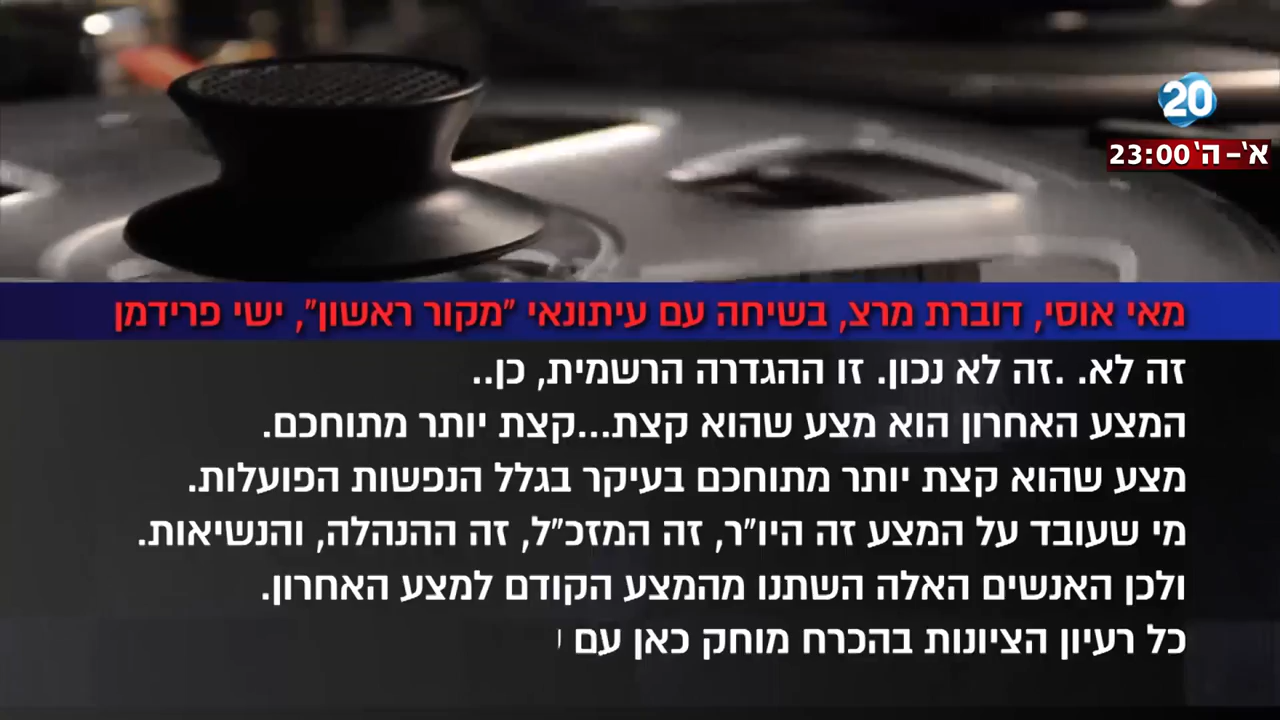 20
א'-ה' 23:00
מאי אוסי, דוברת מרצ, בשיחה עם עיתונאי "מקור ראשון", ישי פרידמן
זה לא. .זה לא נכון. זו ההגדרה הרשמית, כן..
המצע האחרון הוא מצע שהוא קצת...קצת יותר מתוחכם.
מצע שהוא קצת יותר מתוחכם בעיקר בגלל הנפשות הפועלות.
מי שעובד על המצע זה היו"ר, זה המזכ"ל, זה ההנהלה, והנשיאות.
ולכן האנשים האלה השתנו מהמצע הקודם למצע האחרון.
כל רעיון הציונות בהכרח מוחק כאן עם